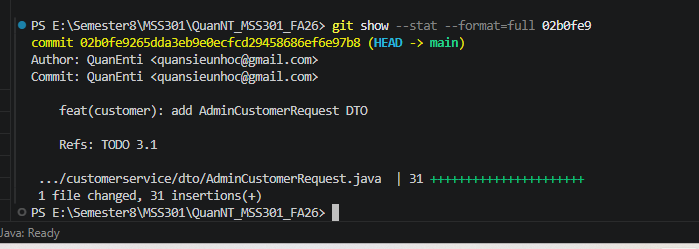 PS E:\Semester8\MSS301\QuanNT_MSS301_FA26> git show --stat --format=full 02b0fe9
commit 02b0fe9265dda3eb9e0ecfcd29458686ef6e97b8 (HEAD -> main)
Author: QuanEnti <quansieunhoc@gmail.com>
Commit: QuanEnti <quansieunhoc@gmail.com>
feat(customer): add AdminCustomerRequest DTO
Refs: TODO 3.1
.../customerservice/dto/AdminCustomerRequest.java | 31 ++++++++++++++++++++++
1 file changed, 31 insertions(+)
PS E:\Semester8\MSS301\QuanNT_MSS301_FA26>
Java: Ready